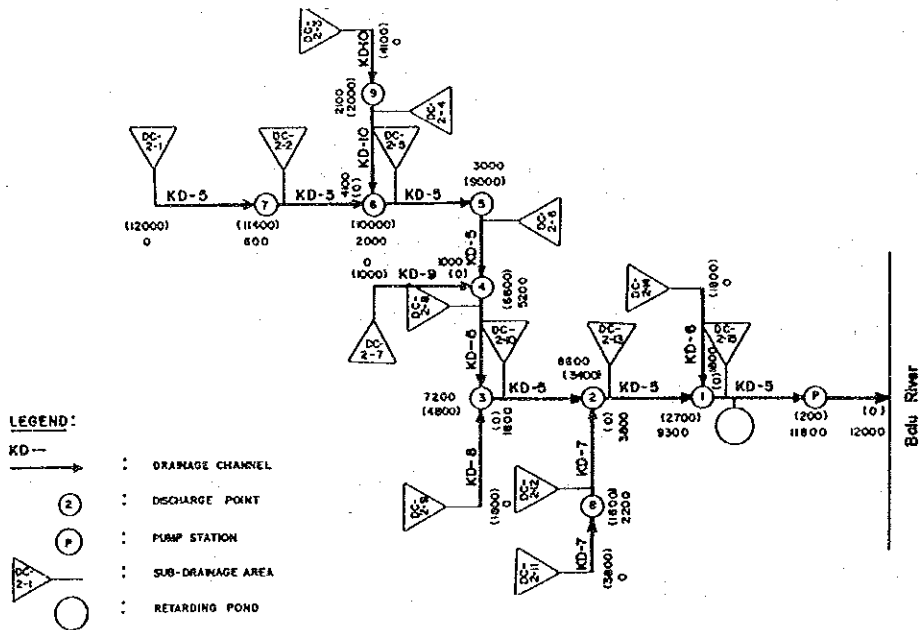 DC-
2-3
KD-10
(4100)
0
2100
(2000)
9
DC-
2-4
DC-
2-1
DC-
2-2
KD-10
DC-
2-5
4100
(0)
3000
(9000)
KD-5
7
KD-5
6
KD-5
5
DC-
2-6
(12000)
0
(11400)
600
(10000)
2000
KD-5
0
(1000)
KD-9
1000
(0)
4
(6800)
5200
DC-
2-8
DC-
2-7
DC-
2-14
(1800)
0
KD-6
DC-
2-10
DC-
2-13
KD-6
1800
(0)
DC-
2-15
7200
(4800)
3
KD-5
8600
(3400)
2
KD-5
1
KD-5
P
(0)
1800
(0)
3800
(2700)
9300
(200)
11800
(0)
12000
Balu River
KD-8
KD-7
DC-
2-9
(1800)
0
DC-
2-12
8
(1600)
2200
KD-7
DC-
2-11
(3800)
0
LEGEND:
KD--
: DRAINAGE CHANNEL
2 : DISCHARGE POINT
P : PUMP STATION
DC-
2-1 : SUB-DRAINAGE AREA
: RETARDING POND